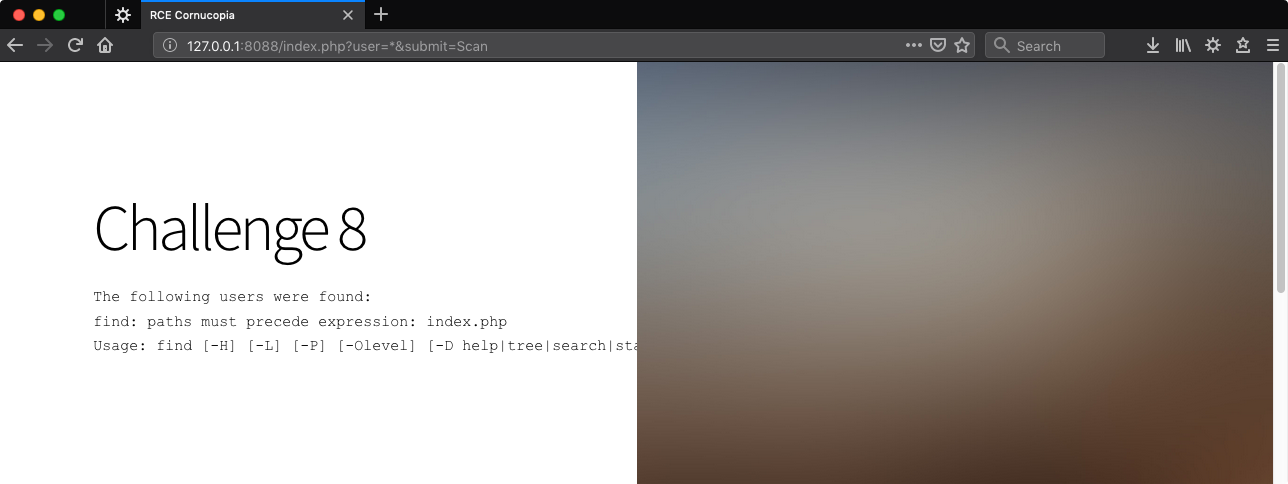 RCE Cornucopia
127.0.0.1:8088/index.php?user=*&submit=Scan
Search
Challenge 8
The following users were found:
find: paths must precede expression: index.php
Usage: find [-H] [-L] [-P] [-Olevel] [-D help|tree|search|sta